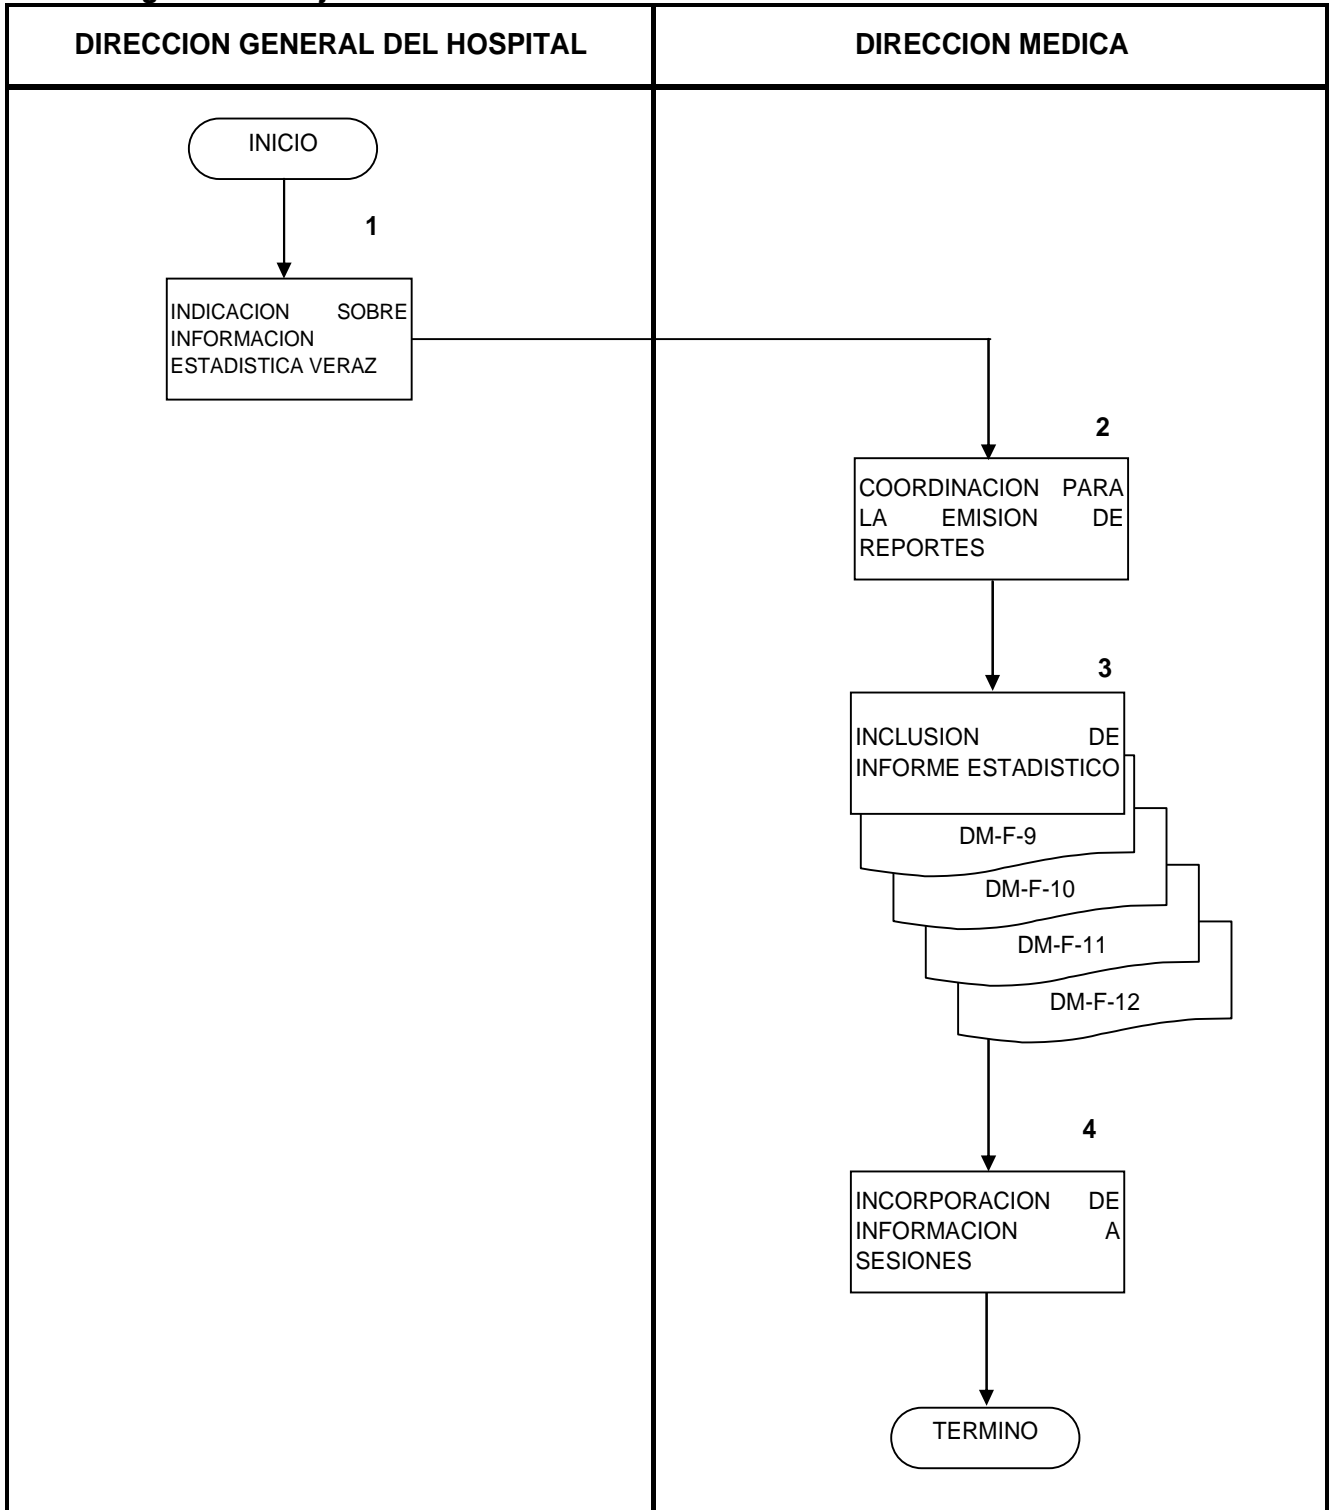 DIRECCION GENERAL DEL HOSPITAL
DIRECCION MEDICA
INICIO
1
INDICACION SOBRE
INFORMACION
ESTADISTICA VERAZ
2
COORDINACION PARA
LA EMISION DE
REPORTES
3
INCLUSION DE
INFORME ESTADISTICO
DM-F-9
DM-F-10
DM-F-11
DM-F-12
4
INCORPORACION DE
INFORMACION A
SESIONES
TERMINO